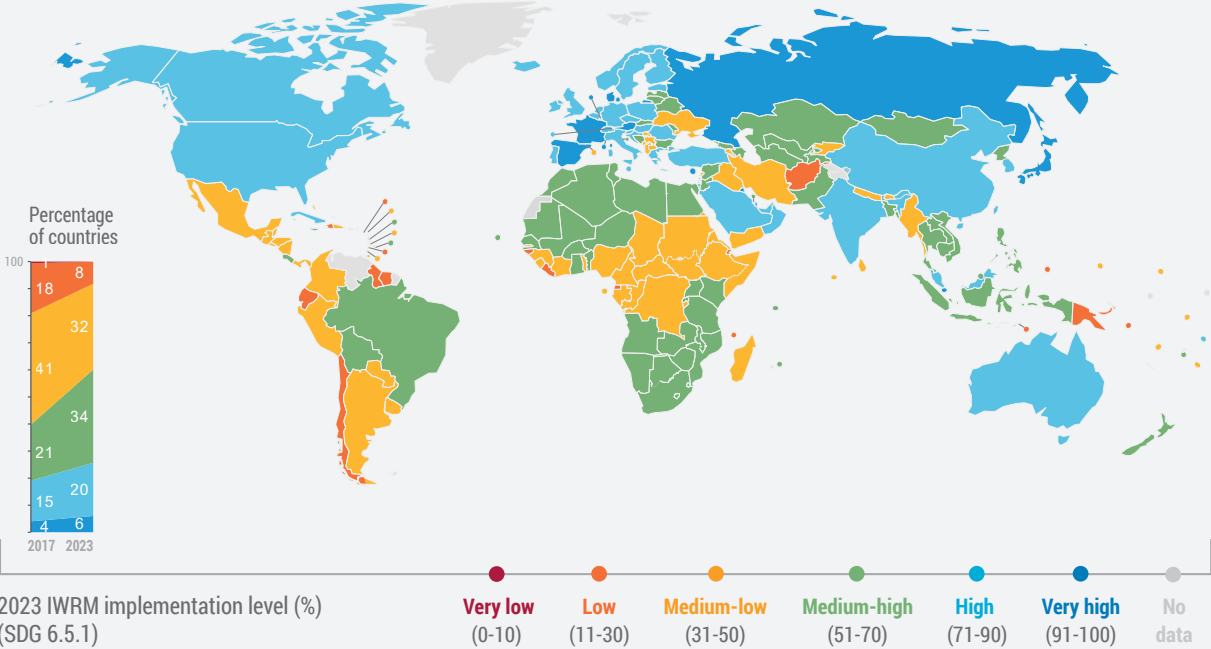 Percentage
of countries
100
1
8
18
32
41
34
21
20
15
6
4
2017 2023
2023 IWRM implementation level (%)
(SDG 6.5.1)
Very low
(0-10)
Low
(11-30)
Medium-low
(31-50)
Medium-high
(51-70)
High
(71-90)
Very high
(91-100)
No
data